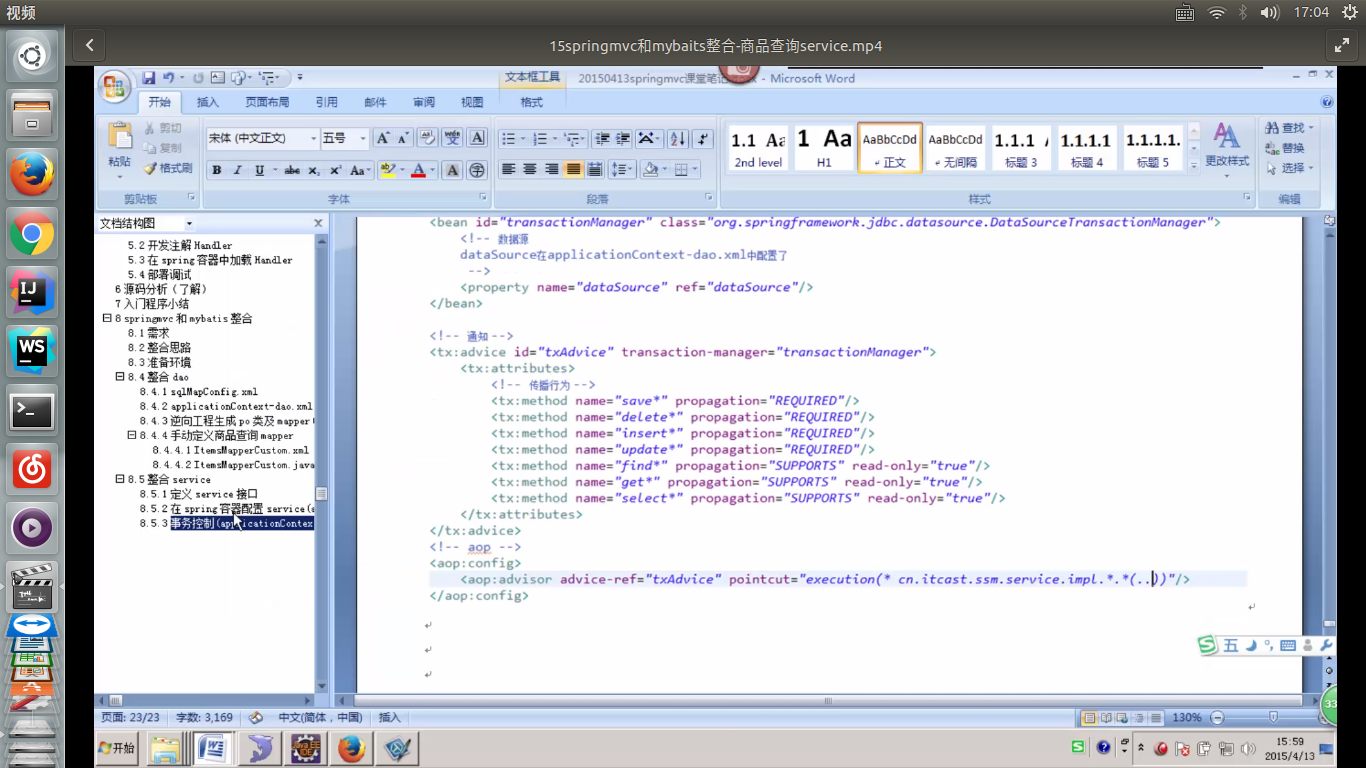 视频
17:04
15springmvc和mybaits整合-商品查询service.mp4
文本框工具
20150413springmvc课堂笔记
- Microsoft Word
开始 插入 页面布局 引用 邮件 审阅 视图 格式
粘贴
剪切
复制
格式刷
剪贴板
宋体 (中文正文) 五号
字体
段落
1.1 Aa
2nd level
1 Aa
H1
AaBbCcDd
正文
AaBbCcDd
无间隔
1.1.1
标题 3
1.1.1.1
标题 4
1.1.1.1.
标题 5
更改样式
样式
查找
替换
选择
编辑
文档结构图
5.2 开发注解 Handler
5.3 在 spring 容器中加载 Handler
5.4 部署调试
6 源码分析（了解）
7 入门程序小结
8 springmvc 和 mybatis 整合
8.1 需求
8.2 整合思路
8.3 准备环境
8.4 整合 dao
8.4.1 sqlMapConfig.xml
8.4.2 applicationContext-dao.xml
8.4.3 逆向工程生成 po 类及 mapper
8.4.4 手动定义商品查询 mapper
8.4.4.1 ItemsMapperCustom.xml
8.4.4.2 ItemsMapperCustom.java
8.5 整合 service
8.5.1 定义 service 接口
8.5.2 在 spring 容器配置 service(
8.5.3 事务控制(applicationContex
<bean id="transactionManager" class="org.springframework.jdbc.datasource.DataSourceTransactionManager">
<!-- 数据源
dataSource在applicationContext-dao.xml中配置了
-->
<property name="dataSource" ref="dataSource"/>
</bean>
<!-- 通知 -->
<tx:advice id="txAdvice" transaction-manager="transactionManager">
<tx:attributes>
<!-- 传播行为 -->
<tx:method name="save*" propagation="REQUIRED"/>
<tx:method name="delete*" propagation="REQUIRED"/>
<tx:method name="insert*" propagation="REQUIRED"/>
<tx:method name="update*" propagation="REQUIRED"/>
<tx:method name="find*" propagation="SUPPORTS" read-only="true"/>
<tx:method name="get*" propagation="SUPPORTS" read-only="true"/>
<tx:method name="select*" propagation="SUPPORTS" read-only="true"/>
</tx:attributes>
</tx:advice>
<!-- aop -->
<aop:config>
<aop:advisor advice-ref="txAdvice" pointcut="execution(* cn.itcast.ssm.service.impl.*.*(..))"/>
</aop:config>
五
33
页面: 23/23 字数: 3,169 中文(简体，中国) 插入
130%
开始
15:59
2015/4/13